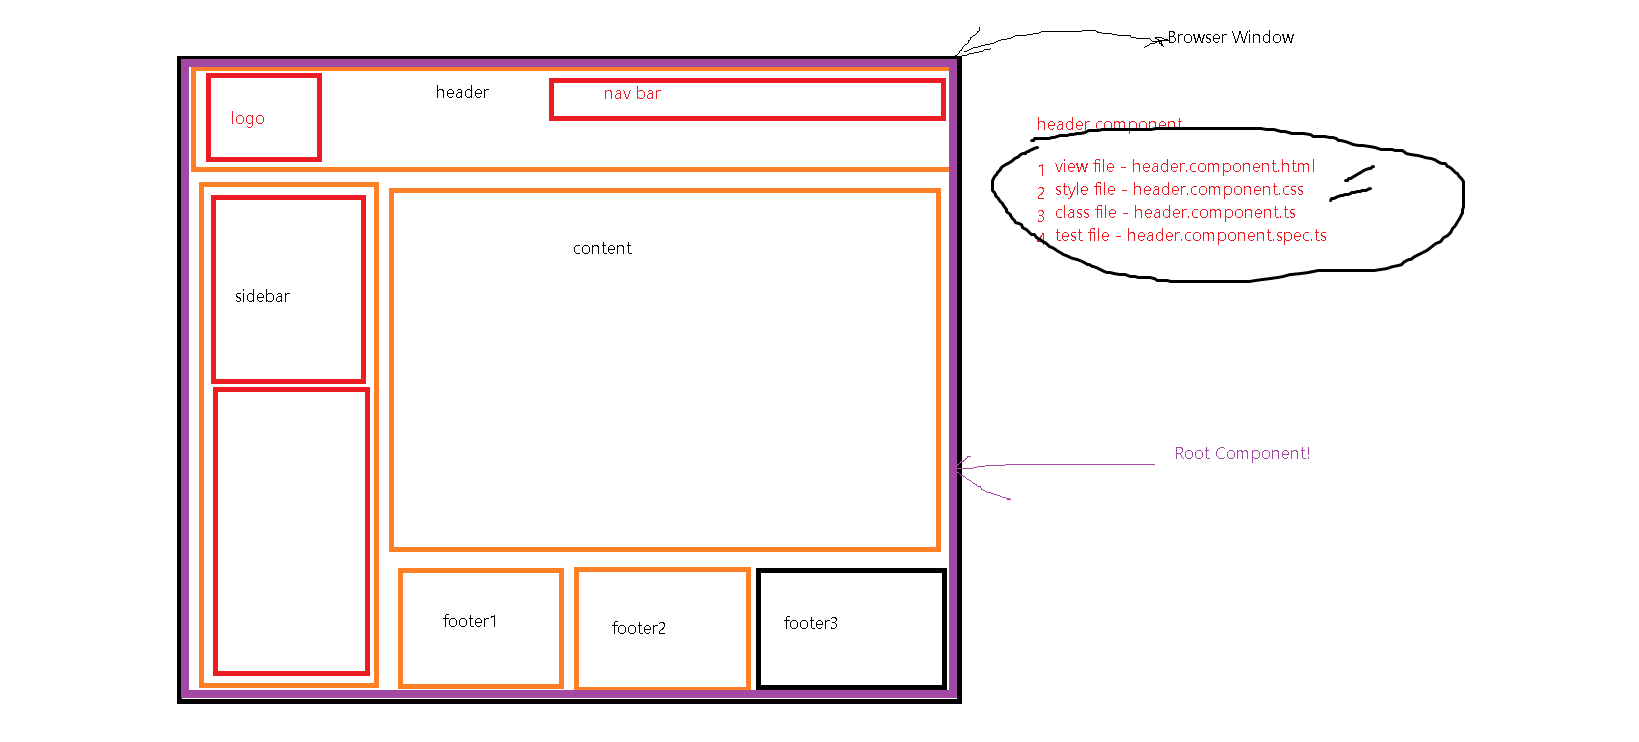 Browser Window
header
nav bar
logo
header component
1 view file - header.component.html
2 style file - header.component.css
3 class file - header.component.ts
4 test file - header.component.spec.ts
content
sidebar
Root Component!
footer1
footer2
footer3